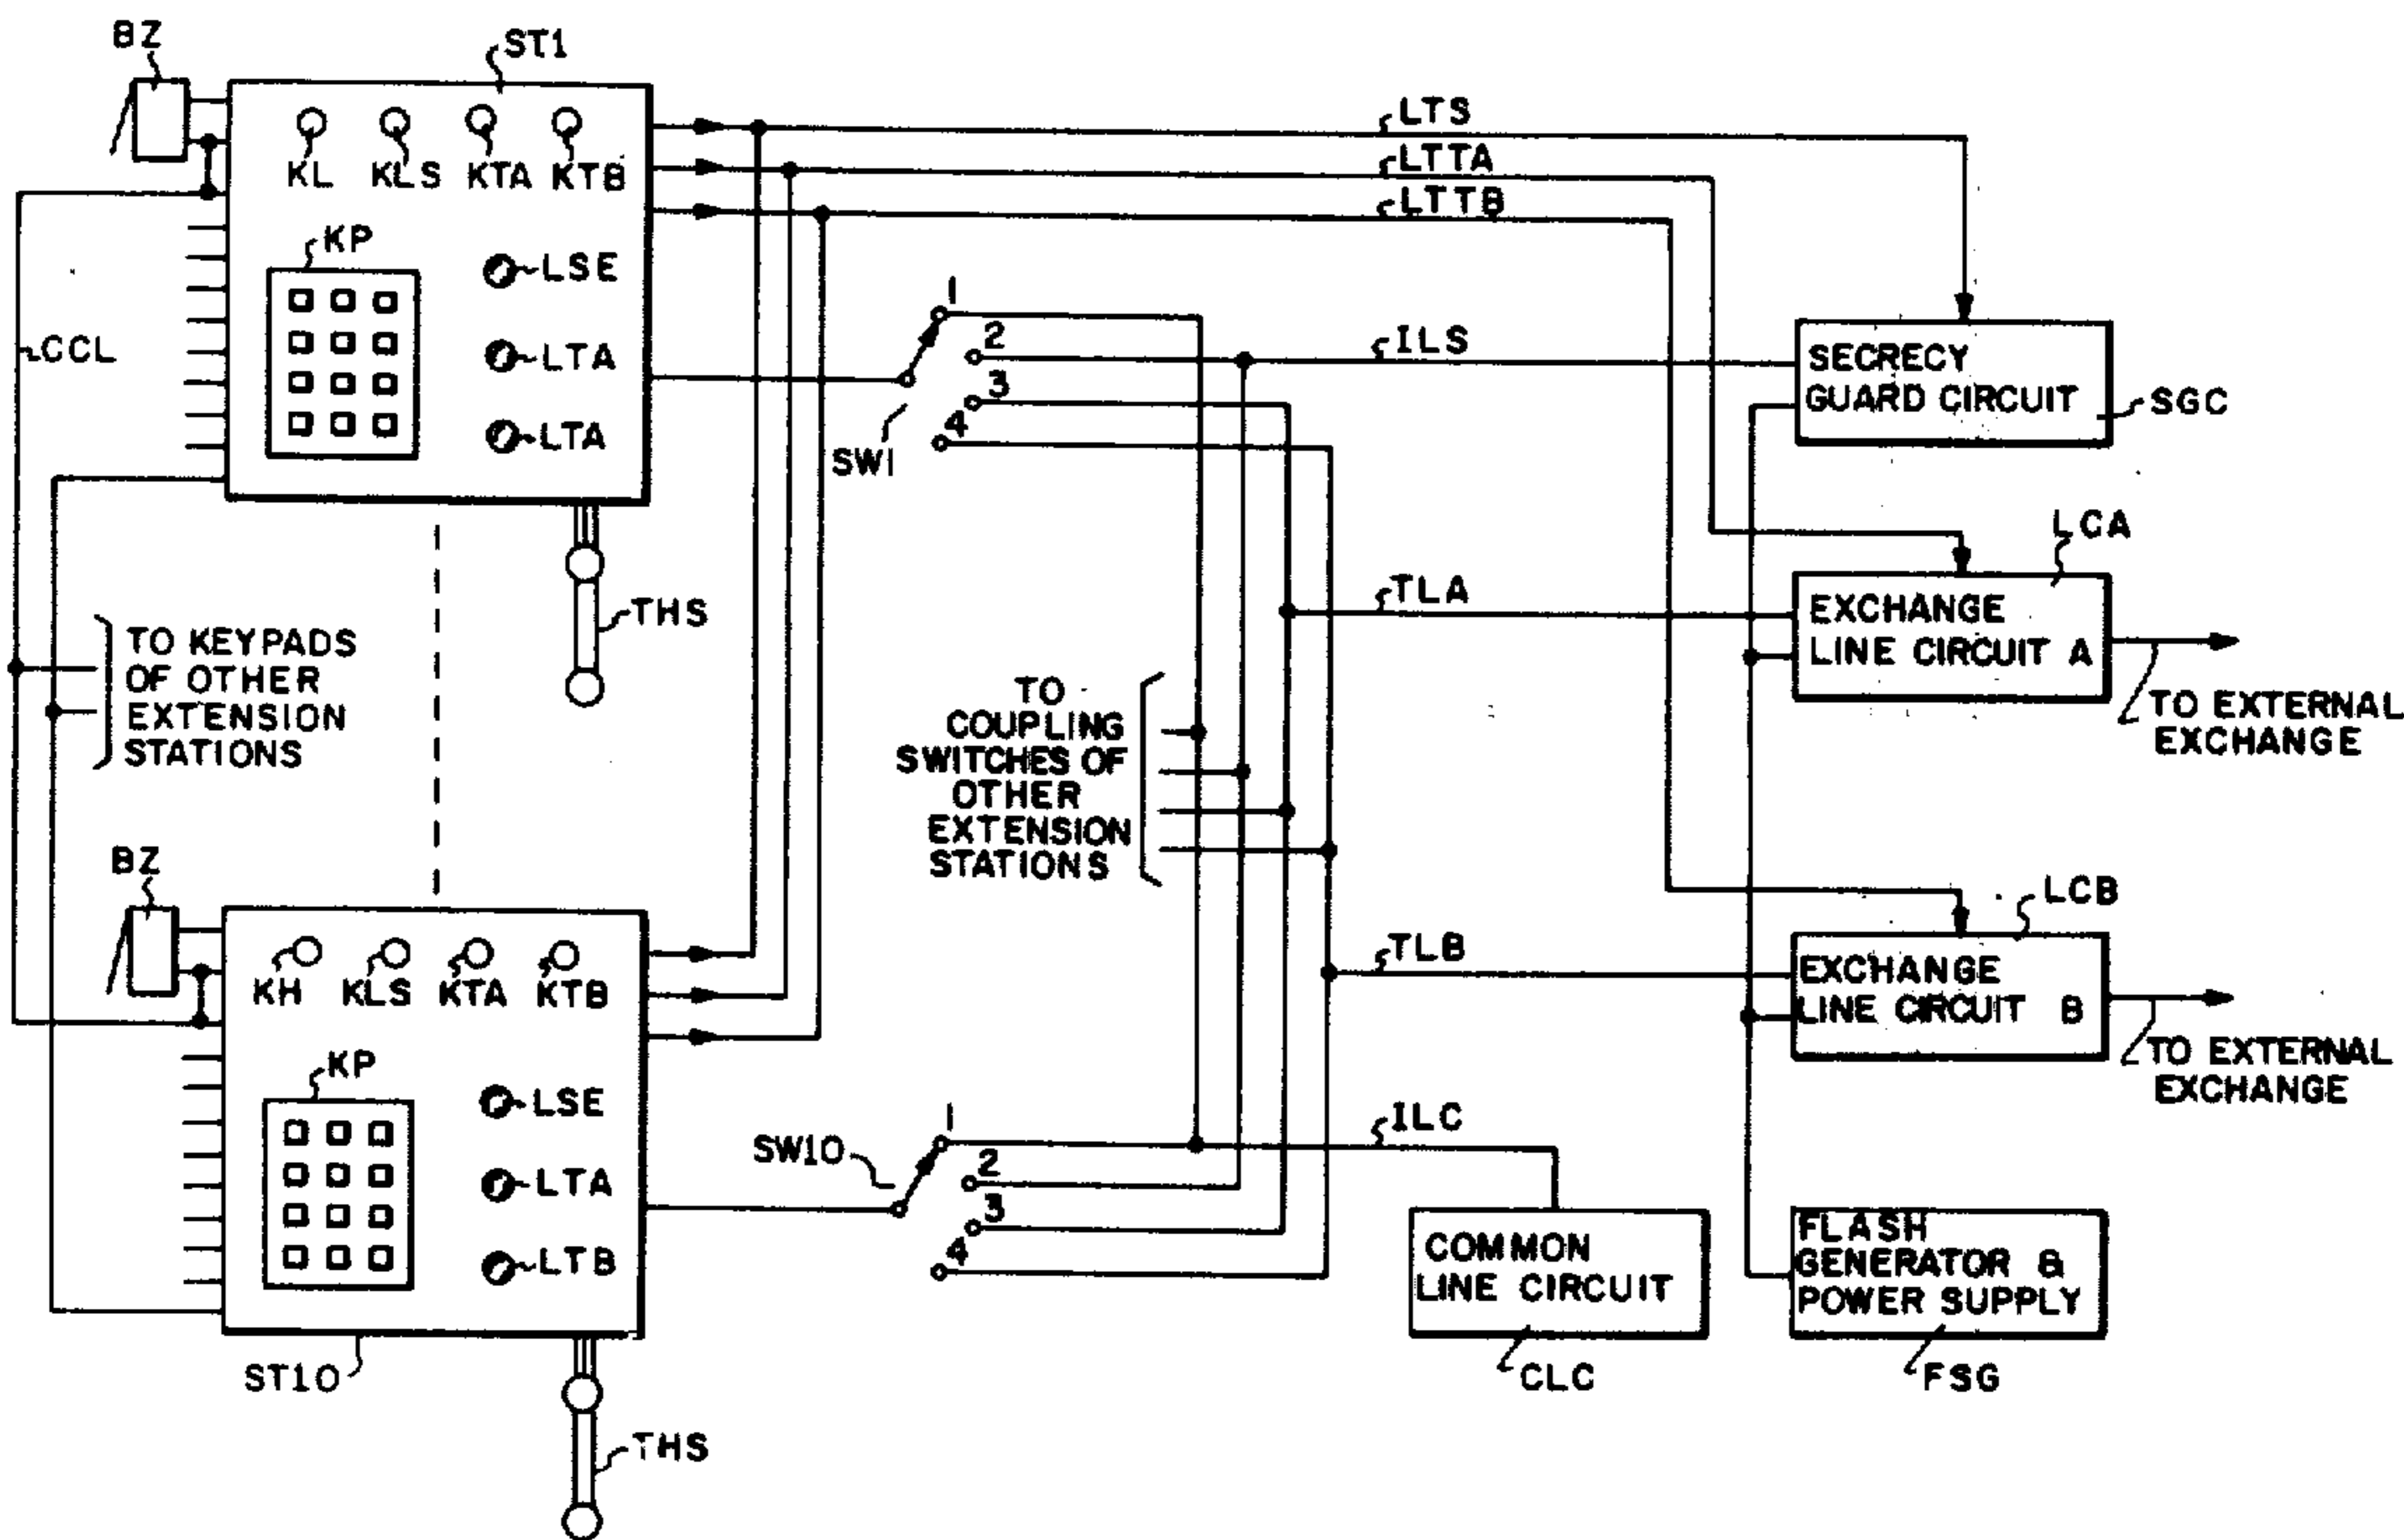 BZ
ST1
KL KLS KTA KTB
KP
LSE
LTA
LTA
CCL
THS
TO KEYPADS
OF OTHER
EXTENSION
STATIONS
BZ
KH KLS KTA KTB
KP
LSE
LTA
LTB
ST10
THS
LTS
LTTA
LTTB
1
2
3
4
SW1
ILS
TLA
TO
COUPLING
SWITCHES OF
OTHER
EXTENSION
STATIONS
TLB
1
2
3
4
SW10
ILC
SECRECY
GUARD CIRCUIT
SGC
LCA
EXCHANGE
LINE CIRCUIT A
TO EXTERNAL
EXCHANGE
LCB
EXCHANGE
LINE CIRCUIT B
TO EXTERNAL
EXCHANGE
COMMON
LINE CIRCUIT
CLC
FLASH
GENERATOR &
POWER SUPPLY
FSG